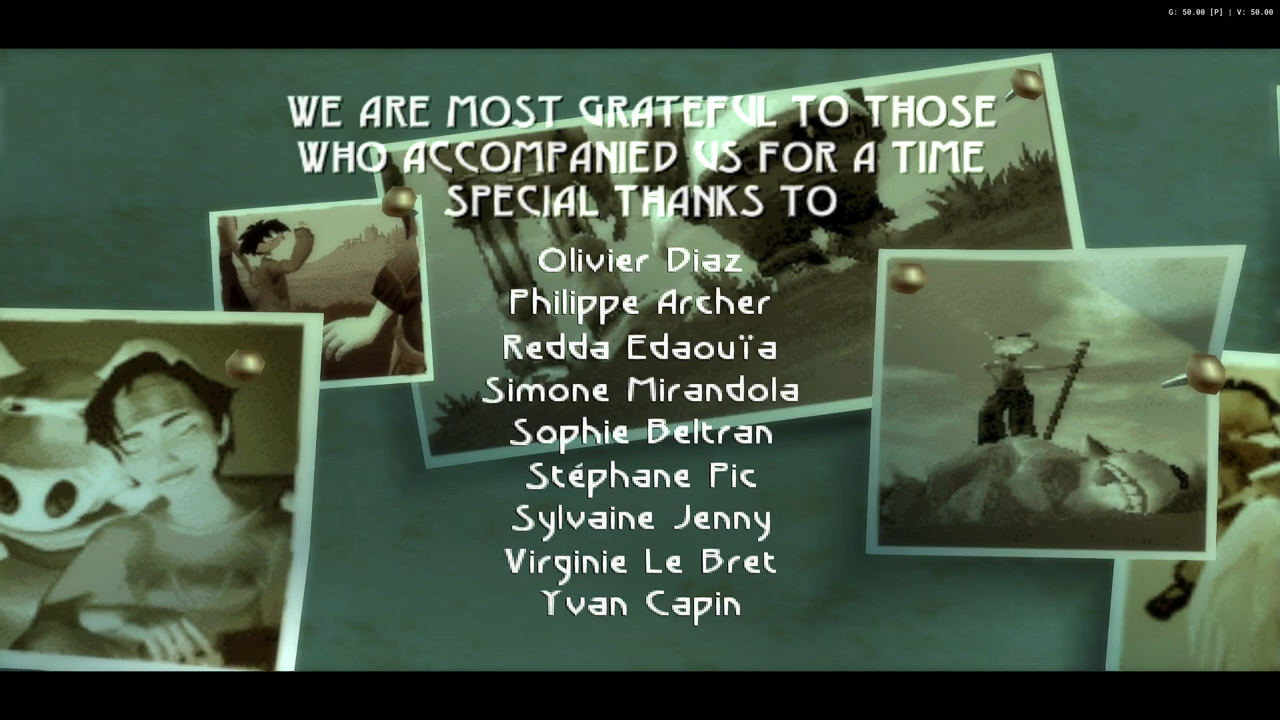 G: 50.00 [P] | V: 50.00
WE ARE MOST GRATEFUL TO THOSE
WHO ACCOMPANIED US FOR A TIME
SPECIAL THANKS TO
Olivier Diaz
Philippe Archer
Redda Edaouïa
Simone Mirandola
Sophie Beltran
Stéphane Pic
Sylvaine Jenny
Virginie Le Bret
Yvan Capin